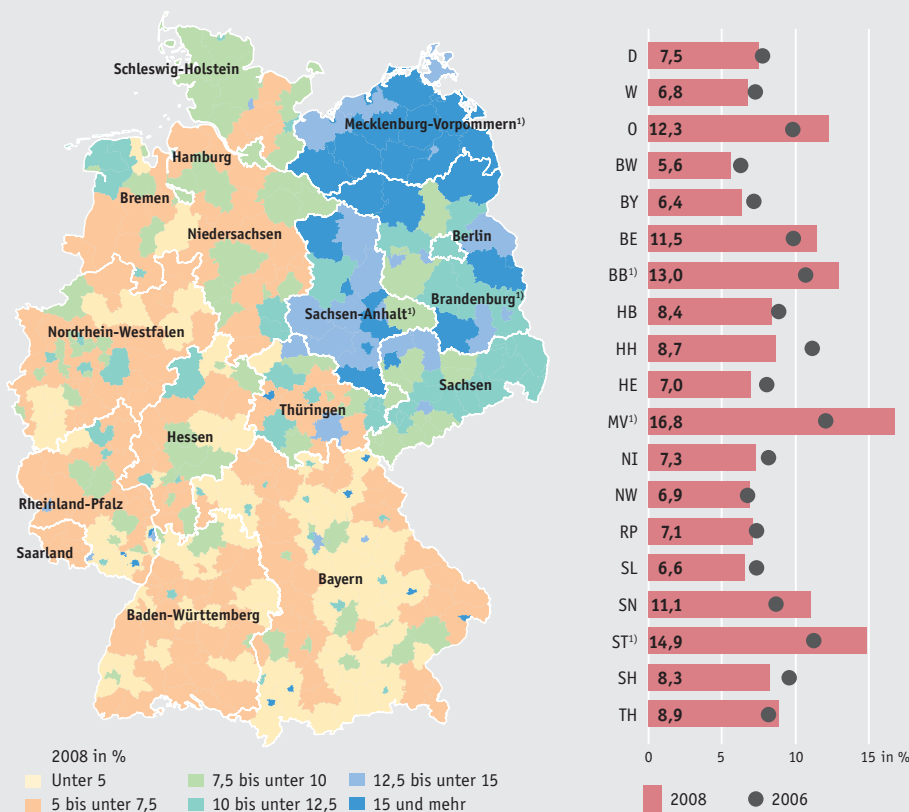 Schleswig-Holstein
Mecklenburg-Vorpommern¹⁾
Hamburg
Bremen
Niedersachsen
Berlin
Sachsen-Anhalt¹⁾
Brandenburg¹⁾
Nordrhein-Westfalen
Sachsen
Thüringen
Hessen
Rheinland-Pfalz
Saarland
Bayern
Baden-Württemberg
2008 in %
Unter 5
7,5 bis unter 10
12,5 bis unter 15
5 bis unter 7,5
10 bis unter 12,5
15 und mehr
D 7,5
W 6,8
O 12,3
BW 5,6
BY 6,4
BE 11,5
BB¹⁾ 13,0
HB 8,4
HH 8,7
HE 7,0
MV¹⁾ 16,8
NI 7,3
NW 6,9
RP 7,1
SL 6,6
SN 11,1
ST¹⁾ 14,9
SH 8,3
TH 8,9
0 5 10 15 in %
2008 2006